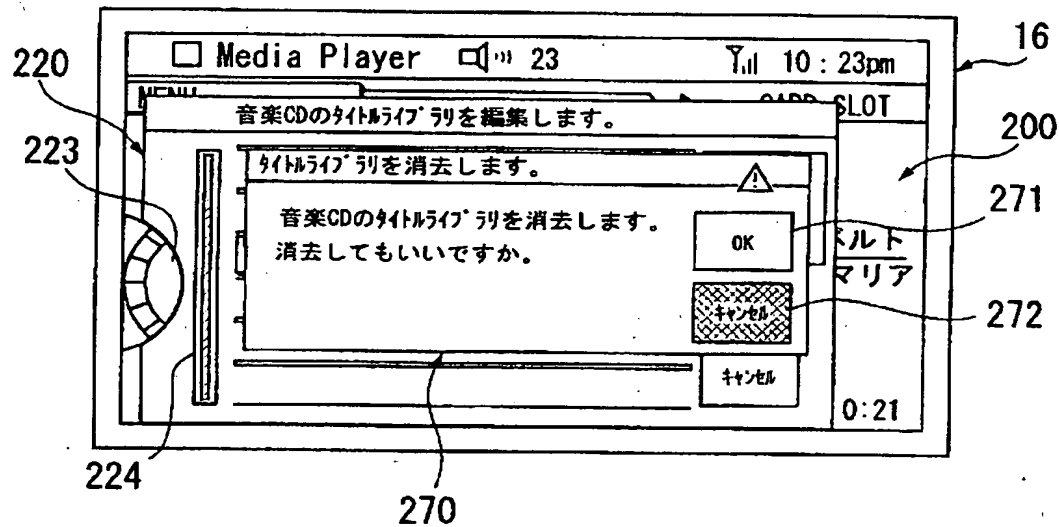 Media Player 23 10:23pm
MENU CARD SLOT
音楽CDのﾀｲﾄﾙﾗｲﾌﾞﾗﾘを編集します。
ﾀｲﾄﾙﾗｲﾌﾞﾗﾘを消去します。
音楽CDのﾀｲﾄﾙﾗｲﾌﾞﾗﾘを消去します。
消去してもいいですか。
OK
ｷｬﾝｾﾙ
ｷｬﾝｾﾙ
ベルト
マリア
0:21
16
220
223
200
271
272
224
270